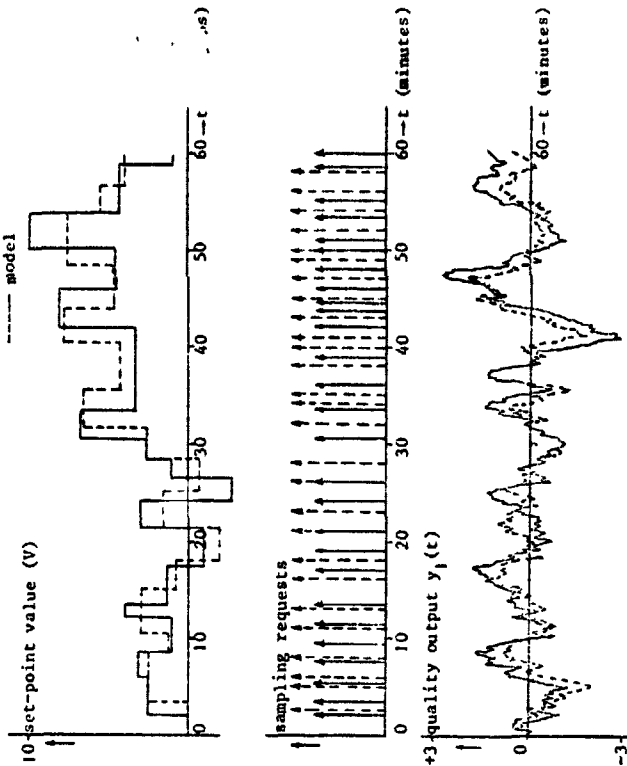 ---- model
10-set-point value (V)
0 10 20 30 40 50 60→t
s)
sampling requests
0 10 20 30 40 50 60→t (minutes)
+3-quality output y₁(t)
0
60→t (minutes)
-3-